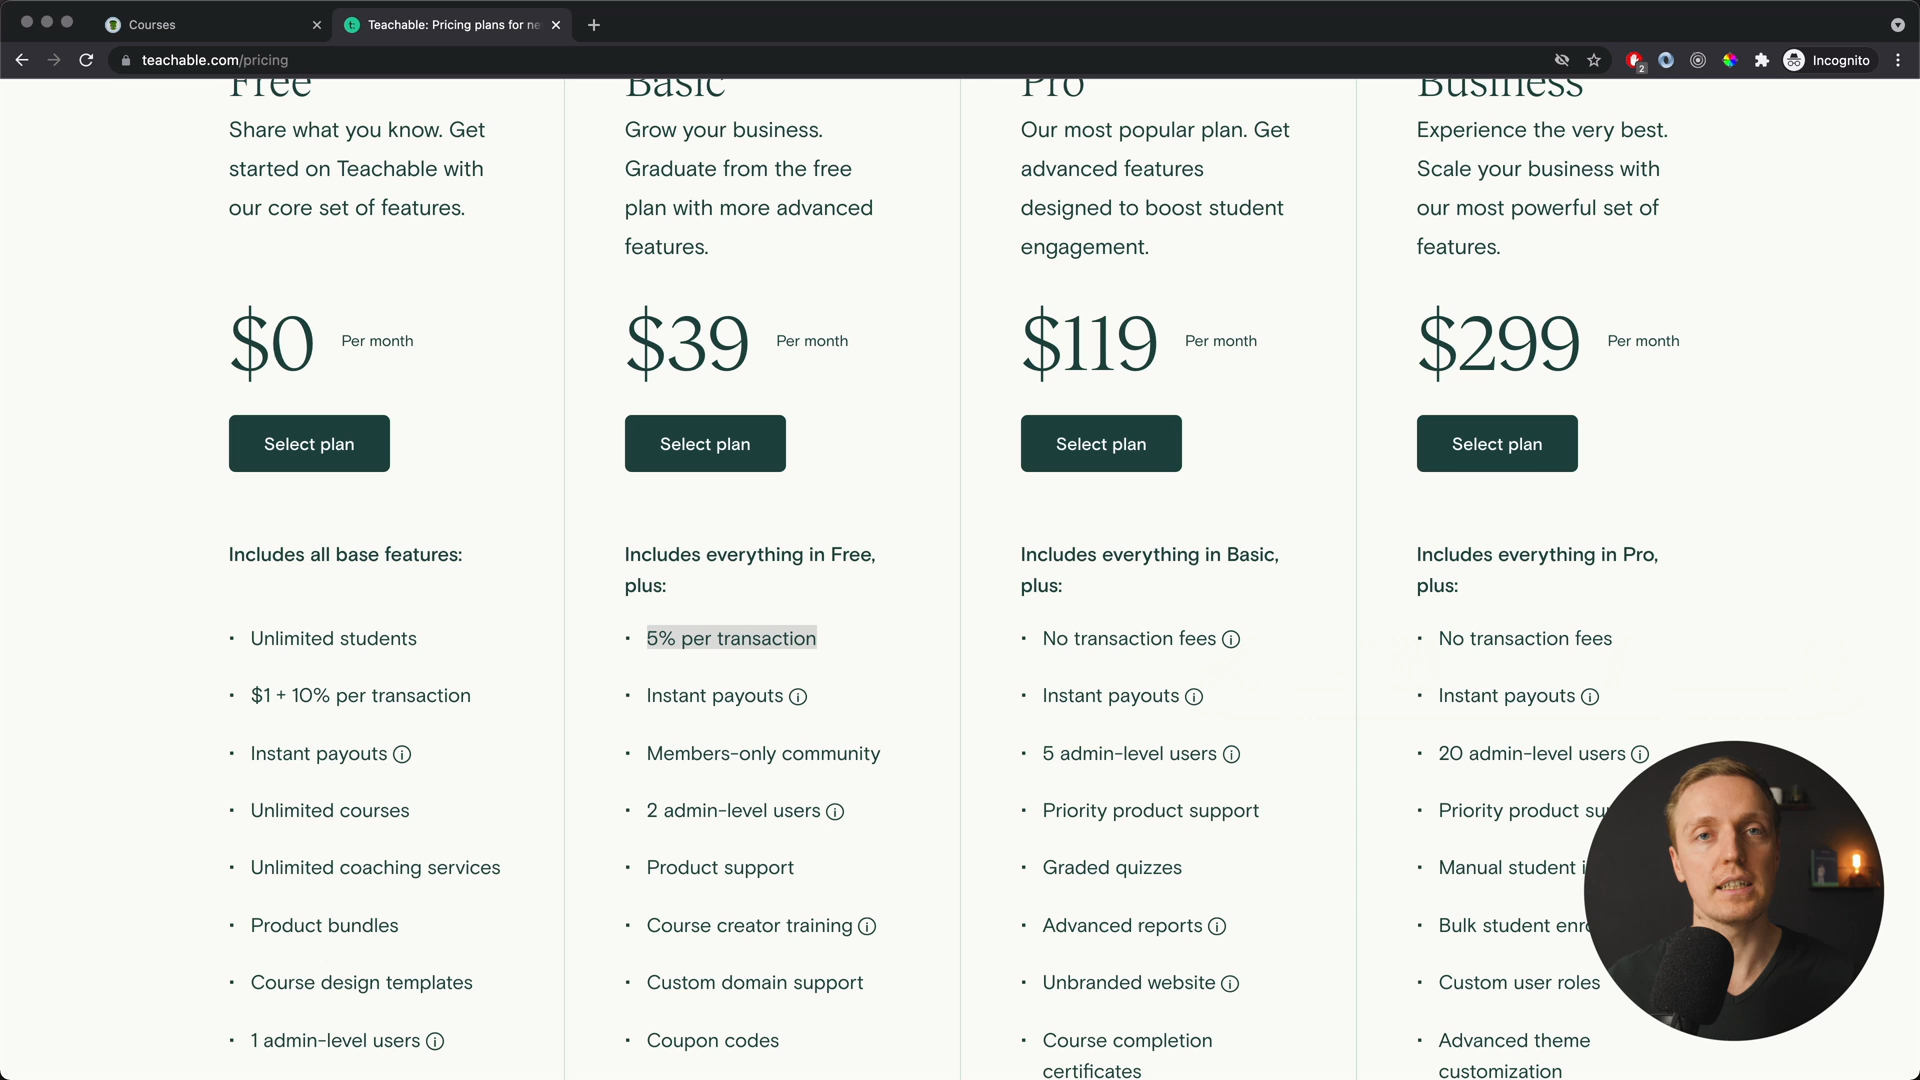 Courses
Teachable: Pricing plans for ne
teachable.com/pricing
2
Incognito
Free
Share what you know. Get
started on Teachable with
our core set of features.
$0 Per month
Select plan
Includes all base features:
· Unlimited students
· $1 + 10% per transaction
· Instant payouts
· Unlimited courses
· Unlimited coaching services
· Product bundles
· Course design templates
· 1 admin-level users
Basic
Grow your business.
Graduate from the free
plan with more advanced
features.
$39 Per month
Select plan
Includes everything in Free,
plus:
· 5% per transaction
· Instant payouts
· Members-only community
· 2 admin-level users
· Product support
· Course creator training
· Custom domain support
· Coupon codes
Pro
Our most popular plan. Get
advanced features
designed to boost student
engagement.
$119 Per month
Select plan
Includes everything in Basic,
plus:
· No transaction fees
· Instant payouts
· 5 admin-level users
· Priority product support
· Graded quizzes
· Advanced reports
· Unbranded website
· Course completion
certificates
Business
Experience the very best.
Scale your business with
our most powerful set of
features.
$299 Per month
Select plan
Includes everything in Pro,
plus:
· No transaction fees
· Instant payouts
· 20 admin-level users
· Priority product su
· Manual student i
· Bulk student enr
· Custom user roles
· Advanced theme
customization